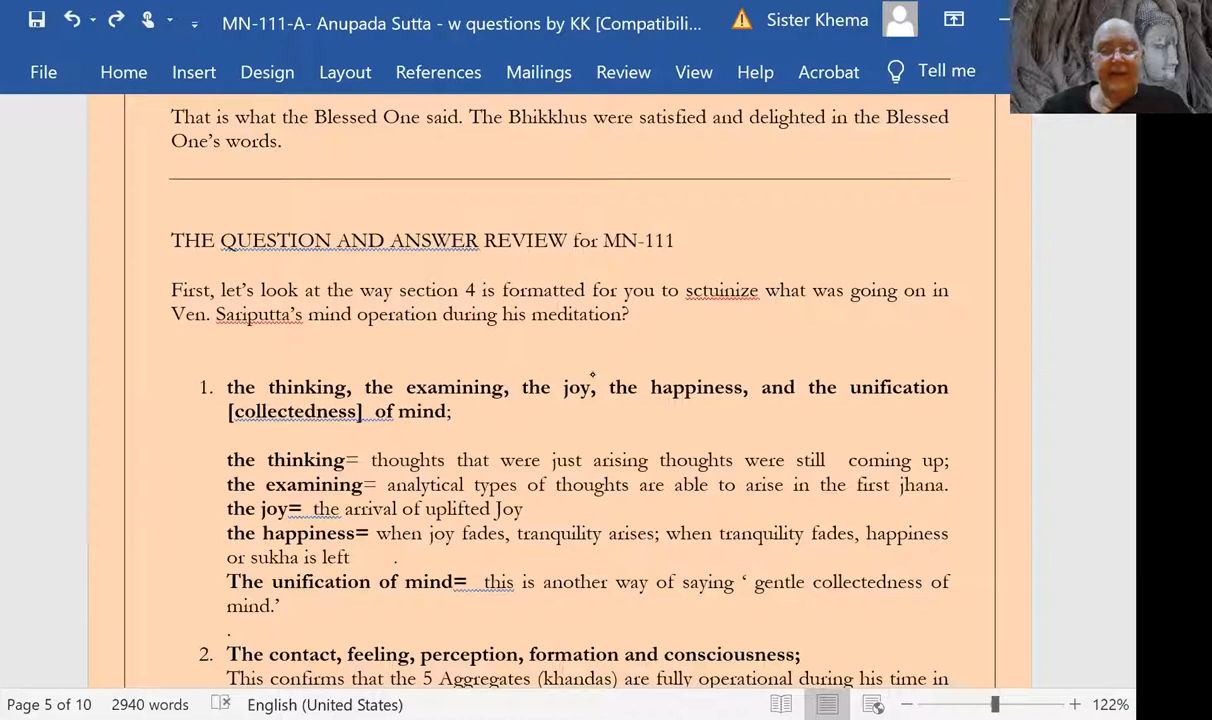 MN-111-A- Anupada Sutta - w questions by KK [Compatibili... Sister Khema
File Home Insert Design Layout References Mailings Review View Help Acrobat Tell me
That is what the Blessed One said. The Bhikkhus were satisfied and delighted in the Blessed
One's words.
THE QUESTION AND ANSWER REVIEW for MN-111
First, let's look at the way section 4 is formatted for you to sctuinize what was going on in
Ven. Sariputta's mind operation during his meditation?
1. the thinking, the examining, the joy, the happiness, and the unification
[collectedness] of mind;
the thinking= thoughts that were just arising thoughts were still coming up;
the examining= analytical types of thoughts are able to arise in the first jhana.
the joy= the arrival of uplifted Joy
the happiness= when joy fades, tranquility arises; when tranquility fades, happiness
or sukha is left .
The unification of mind= this is another way of saying ' gentle collectedness of
mind.'
.
2. The contact, feeling, perception, formation and consciousness;
This confirms that the 5 Aggregates (khandas) are fully operational during his time in
Page 5 of 10 2940 words English (United States) 122%